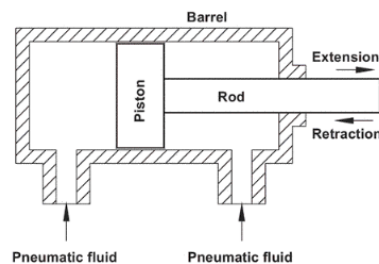 Barrel
Extension
Piston
Rod
Retraction
Pneumatic fluid
Pneumatic fluid